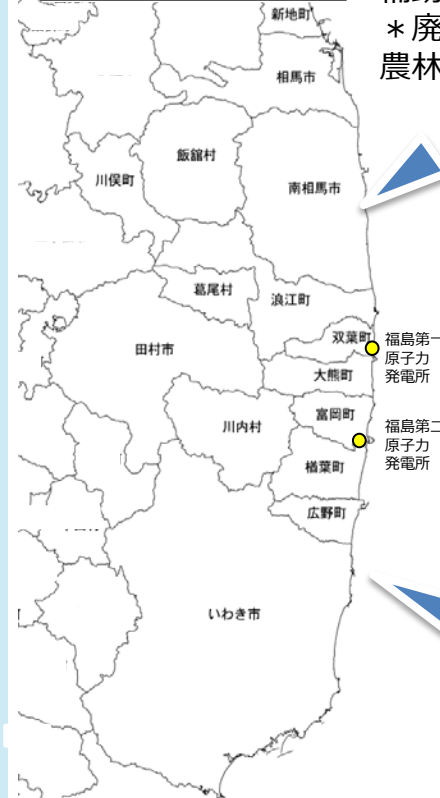 ＊廃
農林
新地町
相馬市
飯舘村
川俣町
南相馬市
葛尾村
浪江町
双葉町
福島第一
原子力
発電所
田村市
大熊町
富岡町
福島第二
原子力
発電所
川内村
楢葉町
広野町
いわき市